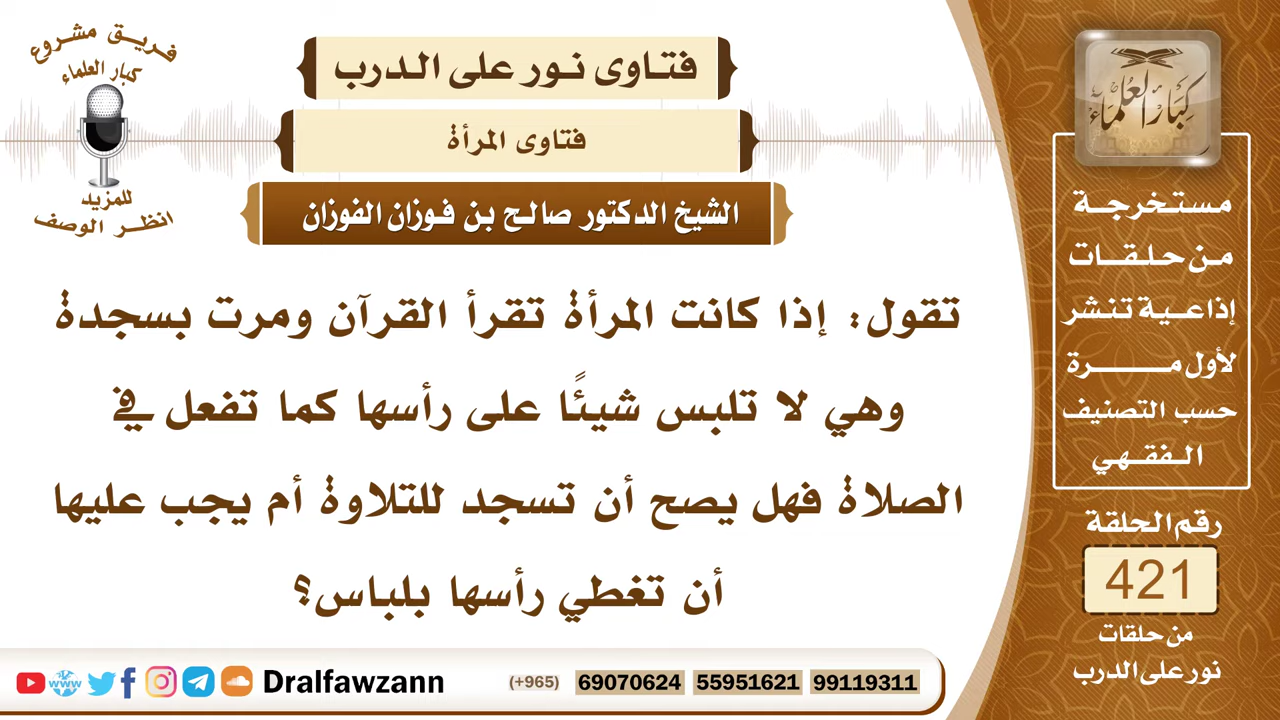 فريق مشروع
كبار العلماء
للمزيد
انظر الوصف
فتاوى نور على الدرب
فتاوى المرأة
الشيخ الدكتور صالح بن فوزان الفوزان
تقول: إذا كانت المرأة تقرأ القرآن ومرت بسجدة
وهي لا تلبس شيئًا على رأسها كما تفعل في
الصلاة فهل يصح أن تسجد للتلاوة أم يجب عليها
أن تغطي رأسها بلباس؟
كبار العلماء
مستخرجة
من حلقات
إذاعية تنشر
لأول مرة
حسب التصنيف
الفقهي
رقم الحلقة
421
من حلقات
نور على الدرب
www
Dralfawzann
(+965) 69070624 55951621 99119311